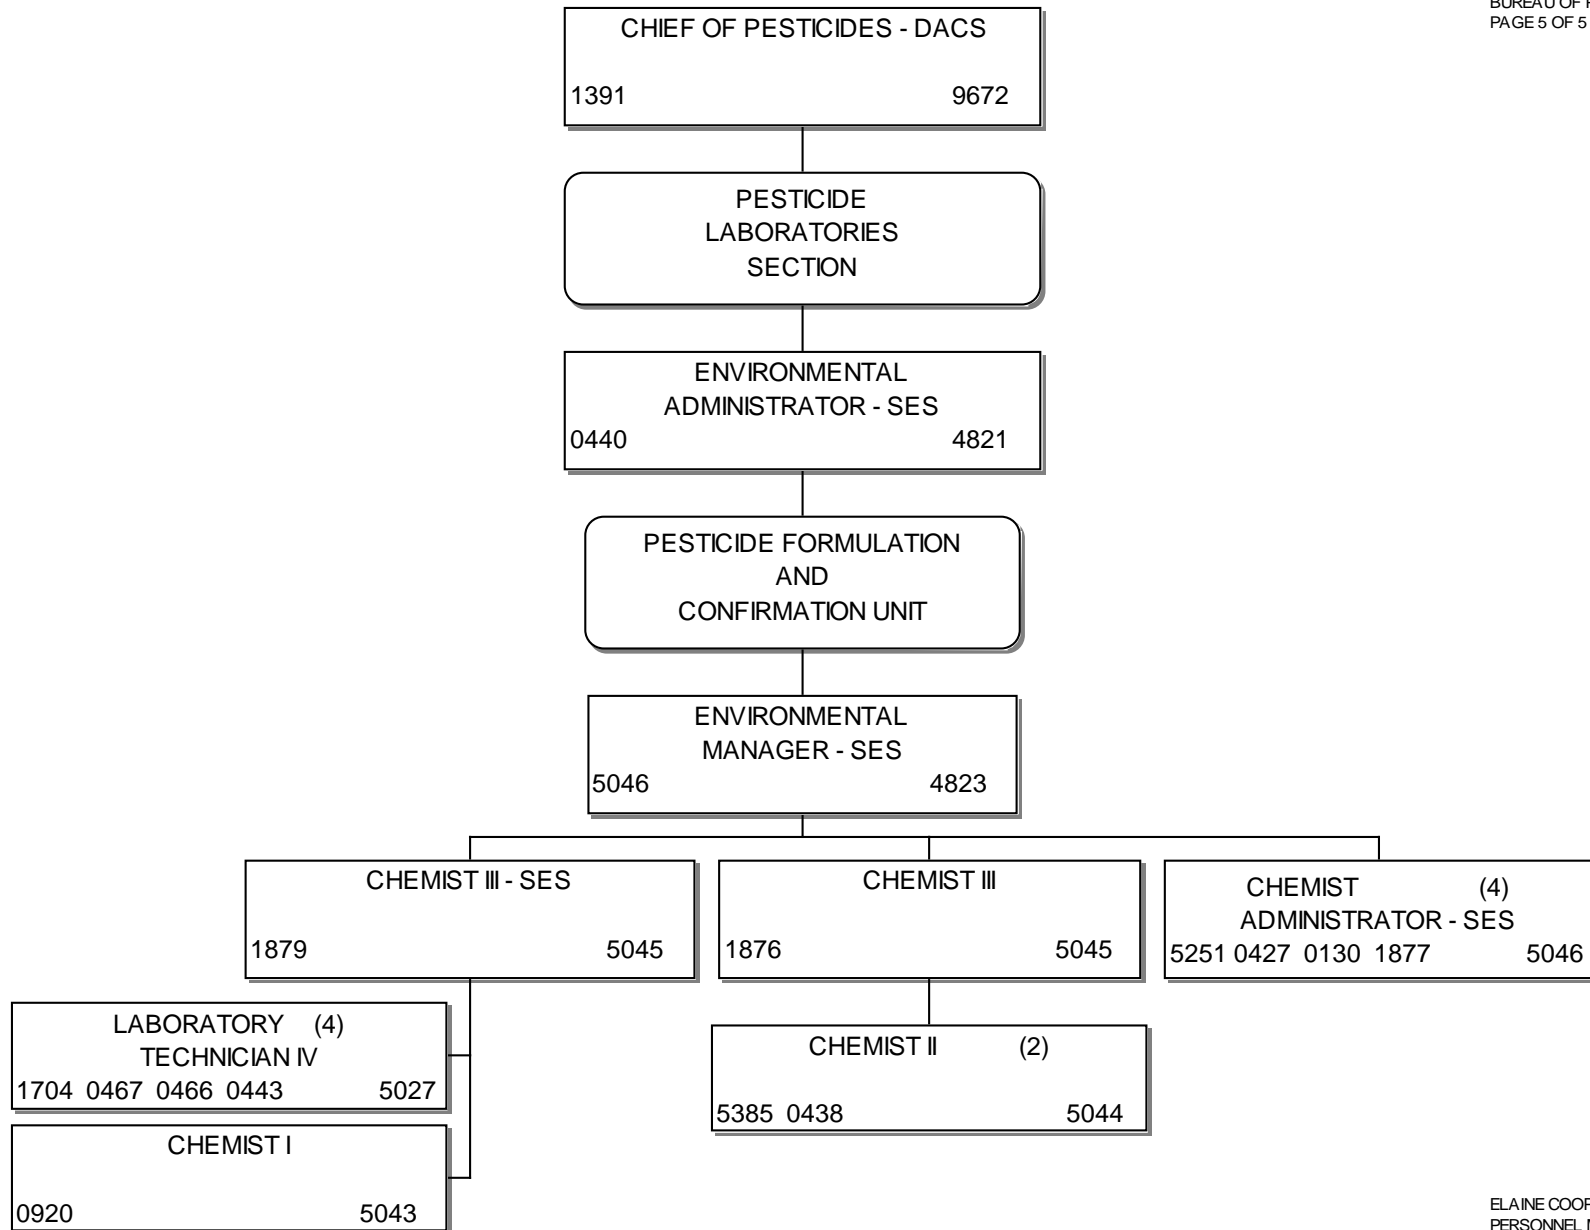 BUREAU OF
PAGE 5 OF 5
CHIEF OF PESTICIDES - DACS
1391 9672
PESTICIDE
LABORATORIES
SECTION
ENVIRONMENTAL
ADMINISTRATOR - SES
0440 4821
PESTICIDE FORMULATION
AND
CONFIRMATION UNIT
ENVIRONMENTAL
MANAGER - SES
5046 4823
CHEMIST III - SES
1879 5045
CHEMIST III
1876 5045
CHEMIST (4)
ADMINISTRATOR - SES
5251 0427 0130 1877 5046
LABORATORY (4)
TECHNICIAN IV
1704 0467 0466 0443 5027
CHEMIST II (2)
5385 0438 5044
CHEMIST I
0920 5043
ELAINE
PERSONNEL